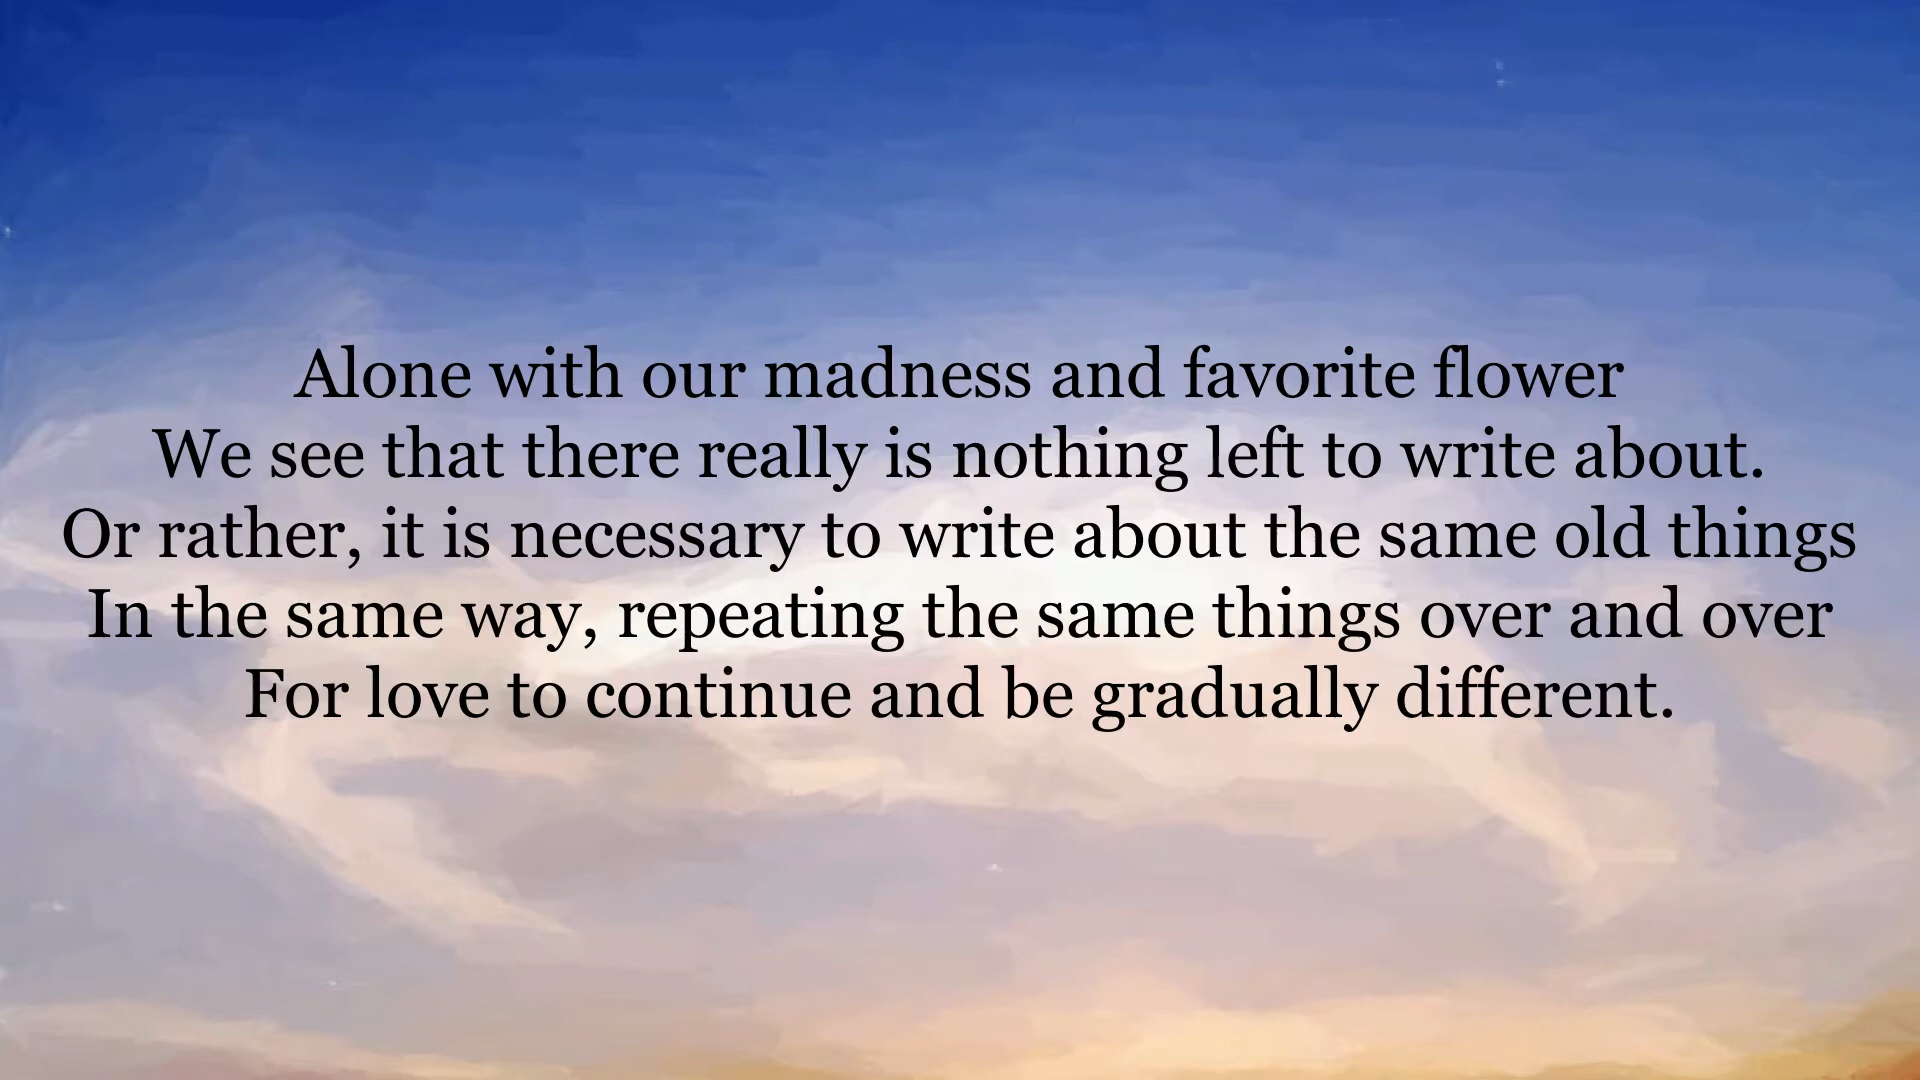 Alone with our madness and favorite flower
We see that there really is nothing left to write about.
Or rather, it is necessary to write about the same old things
In the same way, repeating the same things over and over
For love to continue and be gradually different.